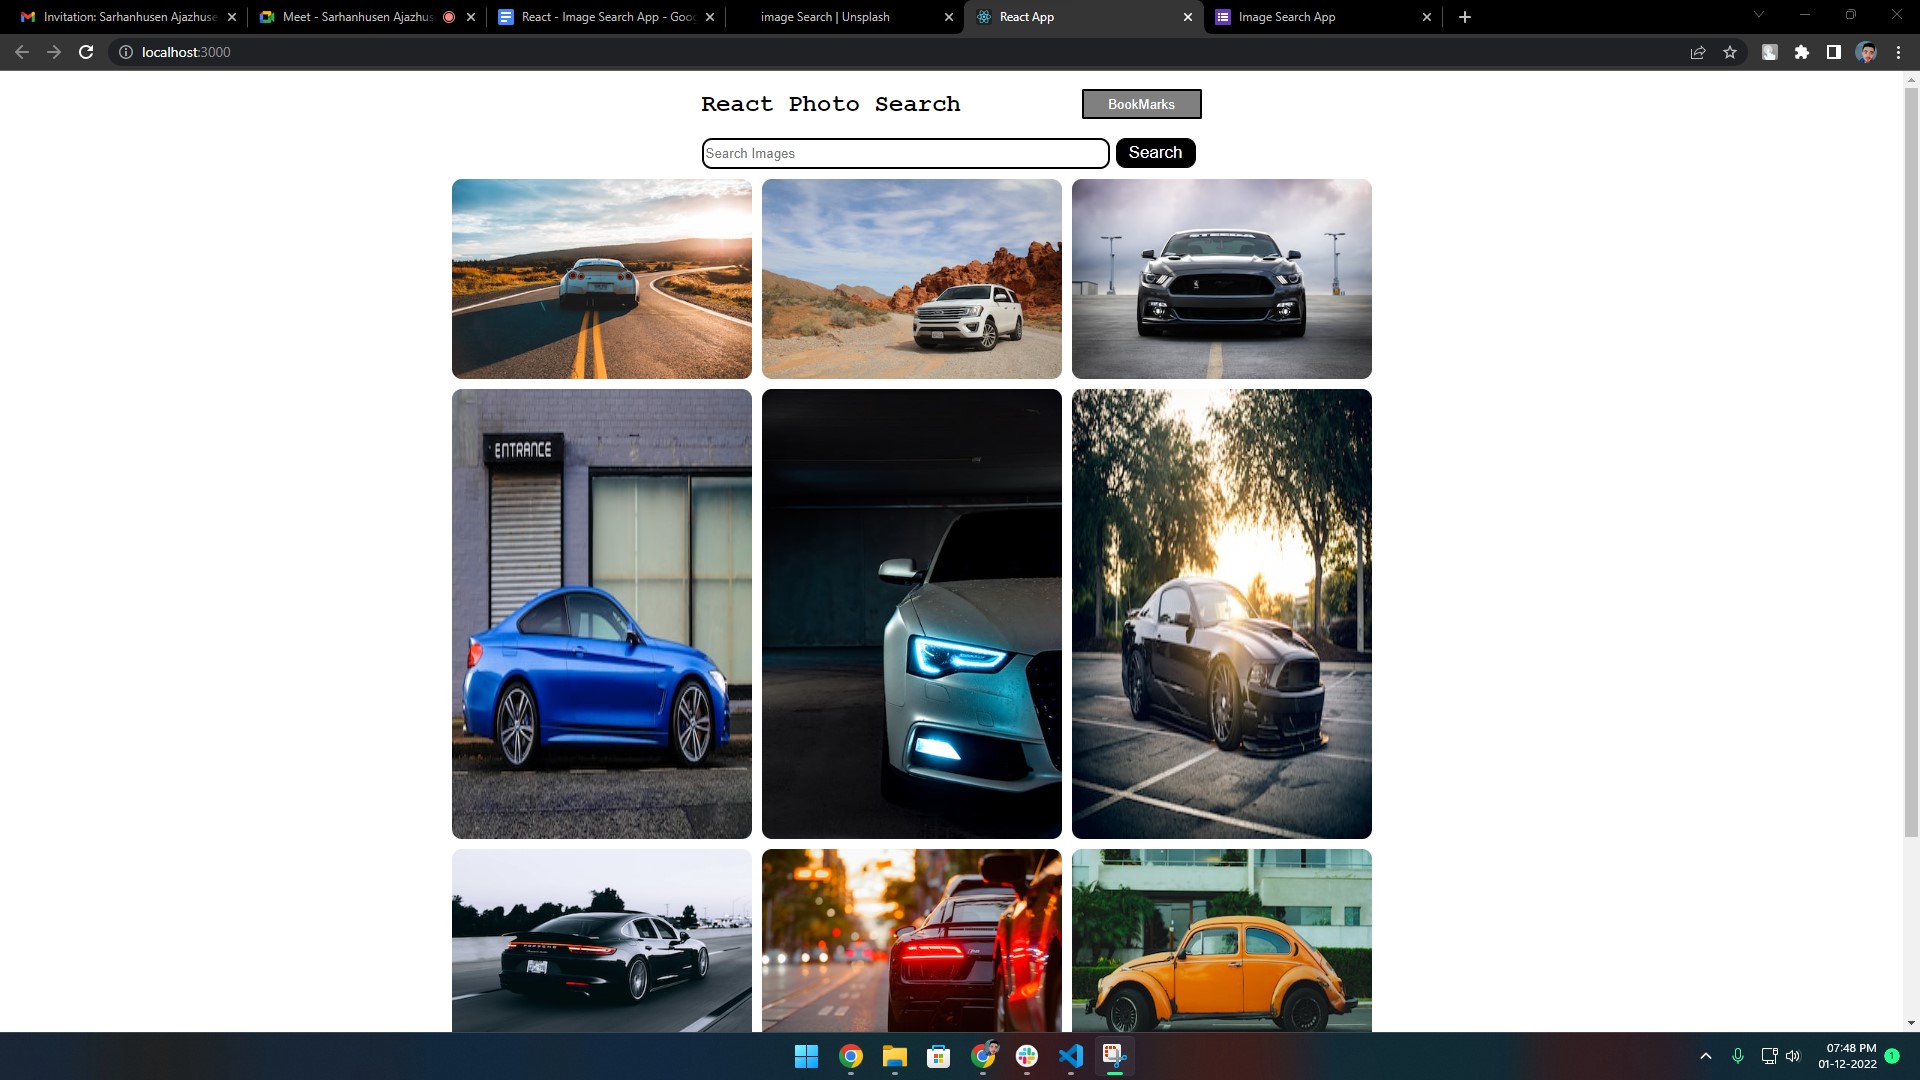 Invitation: Sarhanhusen Ajazhuse
Meet - Sarhanhusen Ajazhus
React - Image Search App - Goo
image Search | Unsplash
React App
Image Search App
localhost:3000
React Photo Search
BookMarks
Search Images
Search
ENTRANCE
07:48 PM
01-12-2022
1